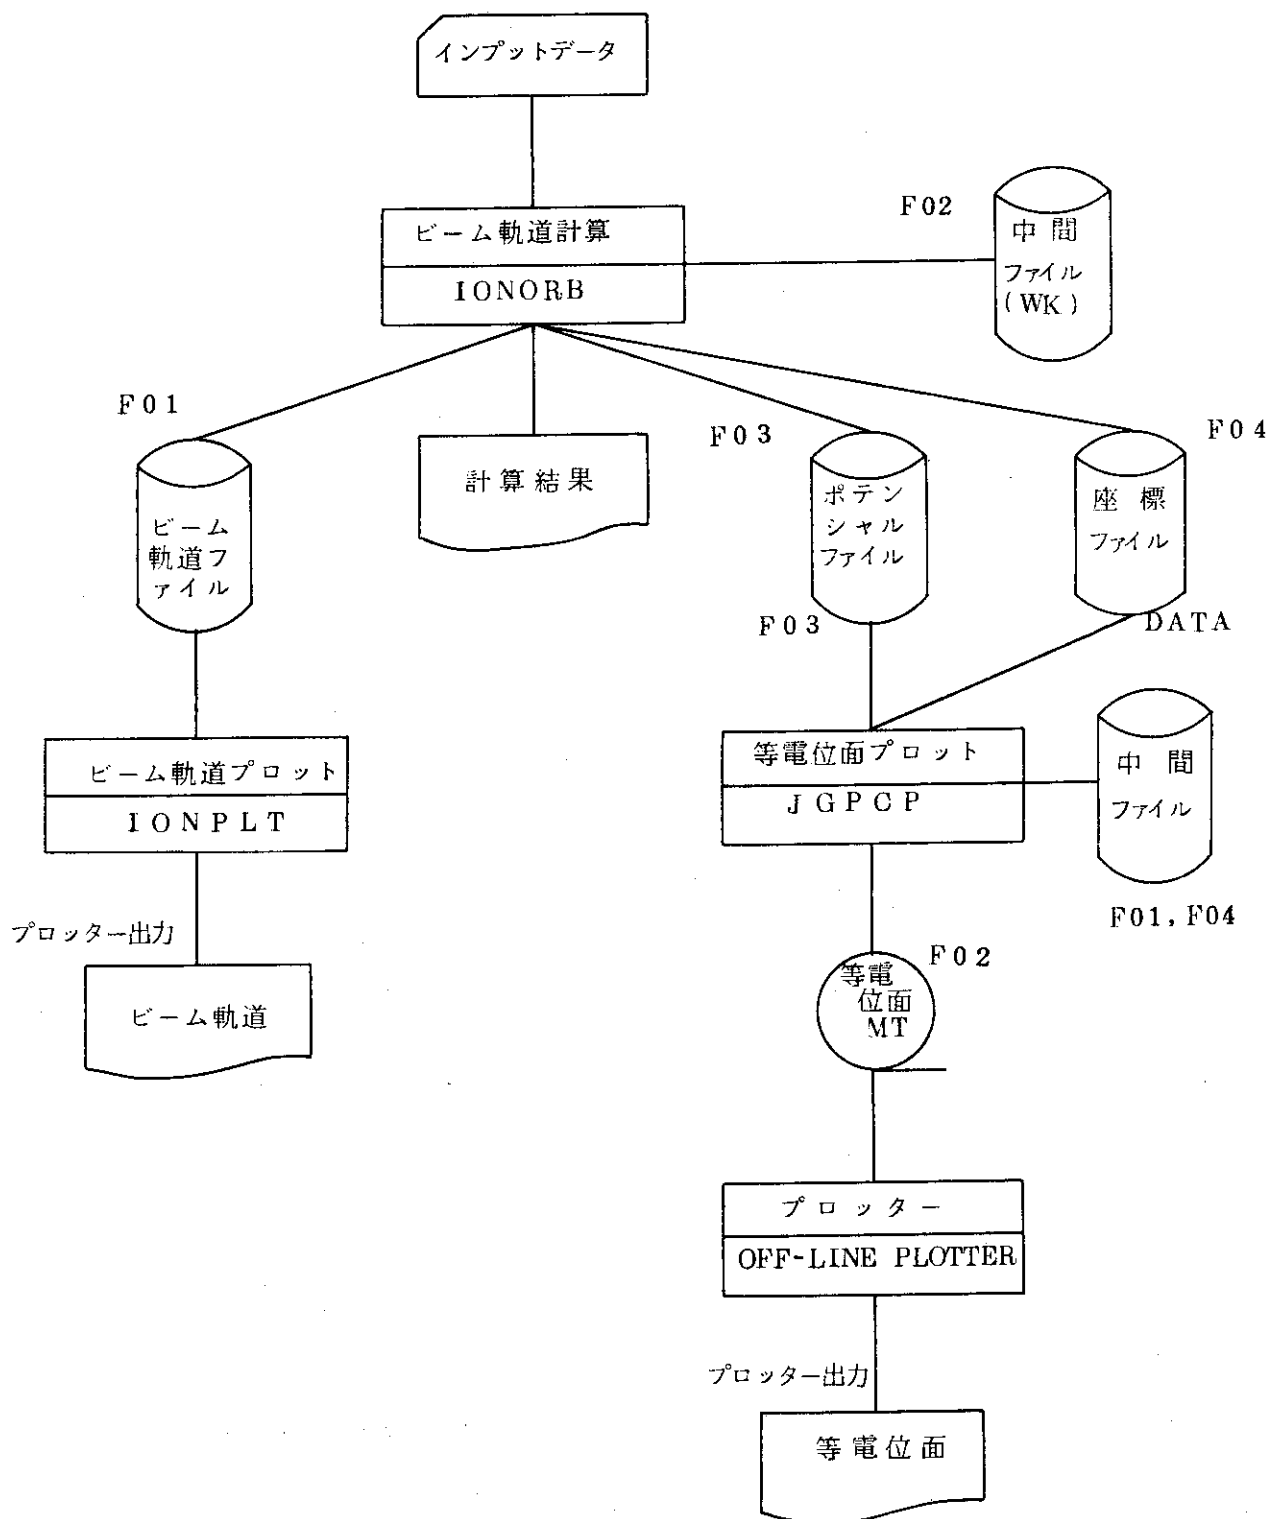 インプットデータ
F02
中間
ファイル
(WK)
ビーム軌道計算
IONORB
F01
F03
F04
ビーム
軌道フ
ァイル
計算結果
ポテン
シャル
ファイル
座標
ファイル
F03
DATA
ビーム軌道プロット
IONPLT
等電位面プロット
JGPCP
中間
ファイル
F01, F04
プロッター出力
ビーム軌道
F02
等電
位面
MT
プロッター
OFF-LINE PLOTTER
プロッター出力
等電位面